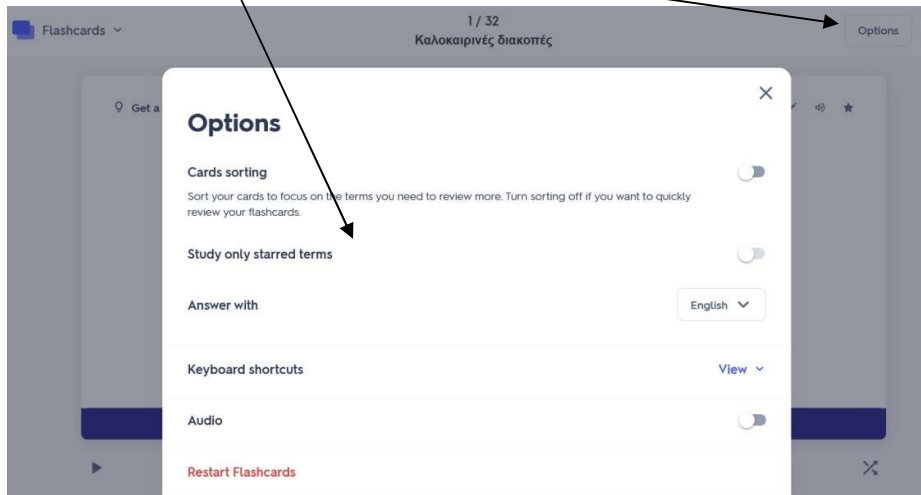 Flashcards
1 / 32
Καλοκαιρινές διακοπές
Options
Get a
Options
Cards sorting
Sort your cards to focus on the terms you need to review more. Turn sorting off if you want to quickly
review your flashcards.
Study only starred terms
Answer with
English
Keyboard shortcuts
View
Audio
Restart Flashcards